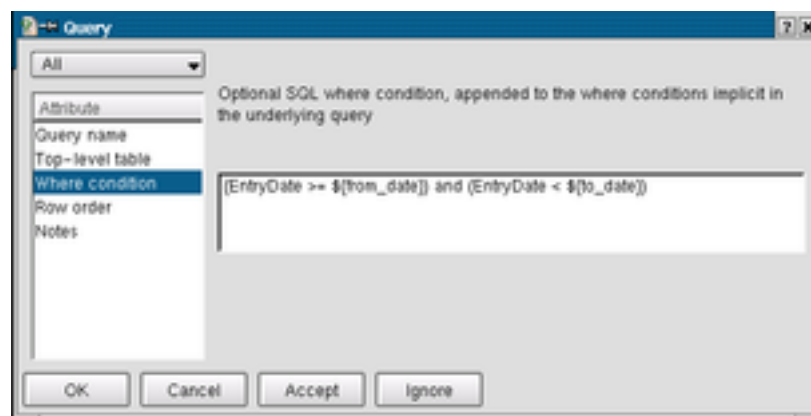 Query
All
Optional SQL where condition, appended to the where conditions implicit in
the underlying query
Attribute
Query name
Top-level table
Where condition
Row order
Notes
(EntryDate >= ${from_date}) and (EntryDate < ${to_date})
OK Cancel Accept Ignore